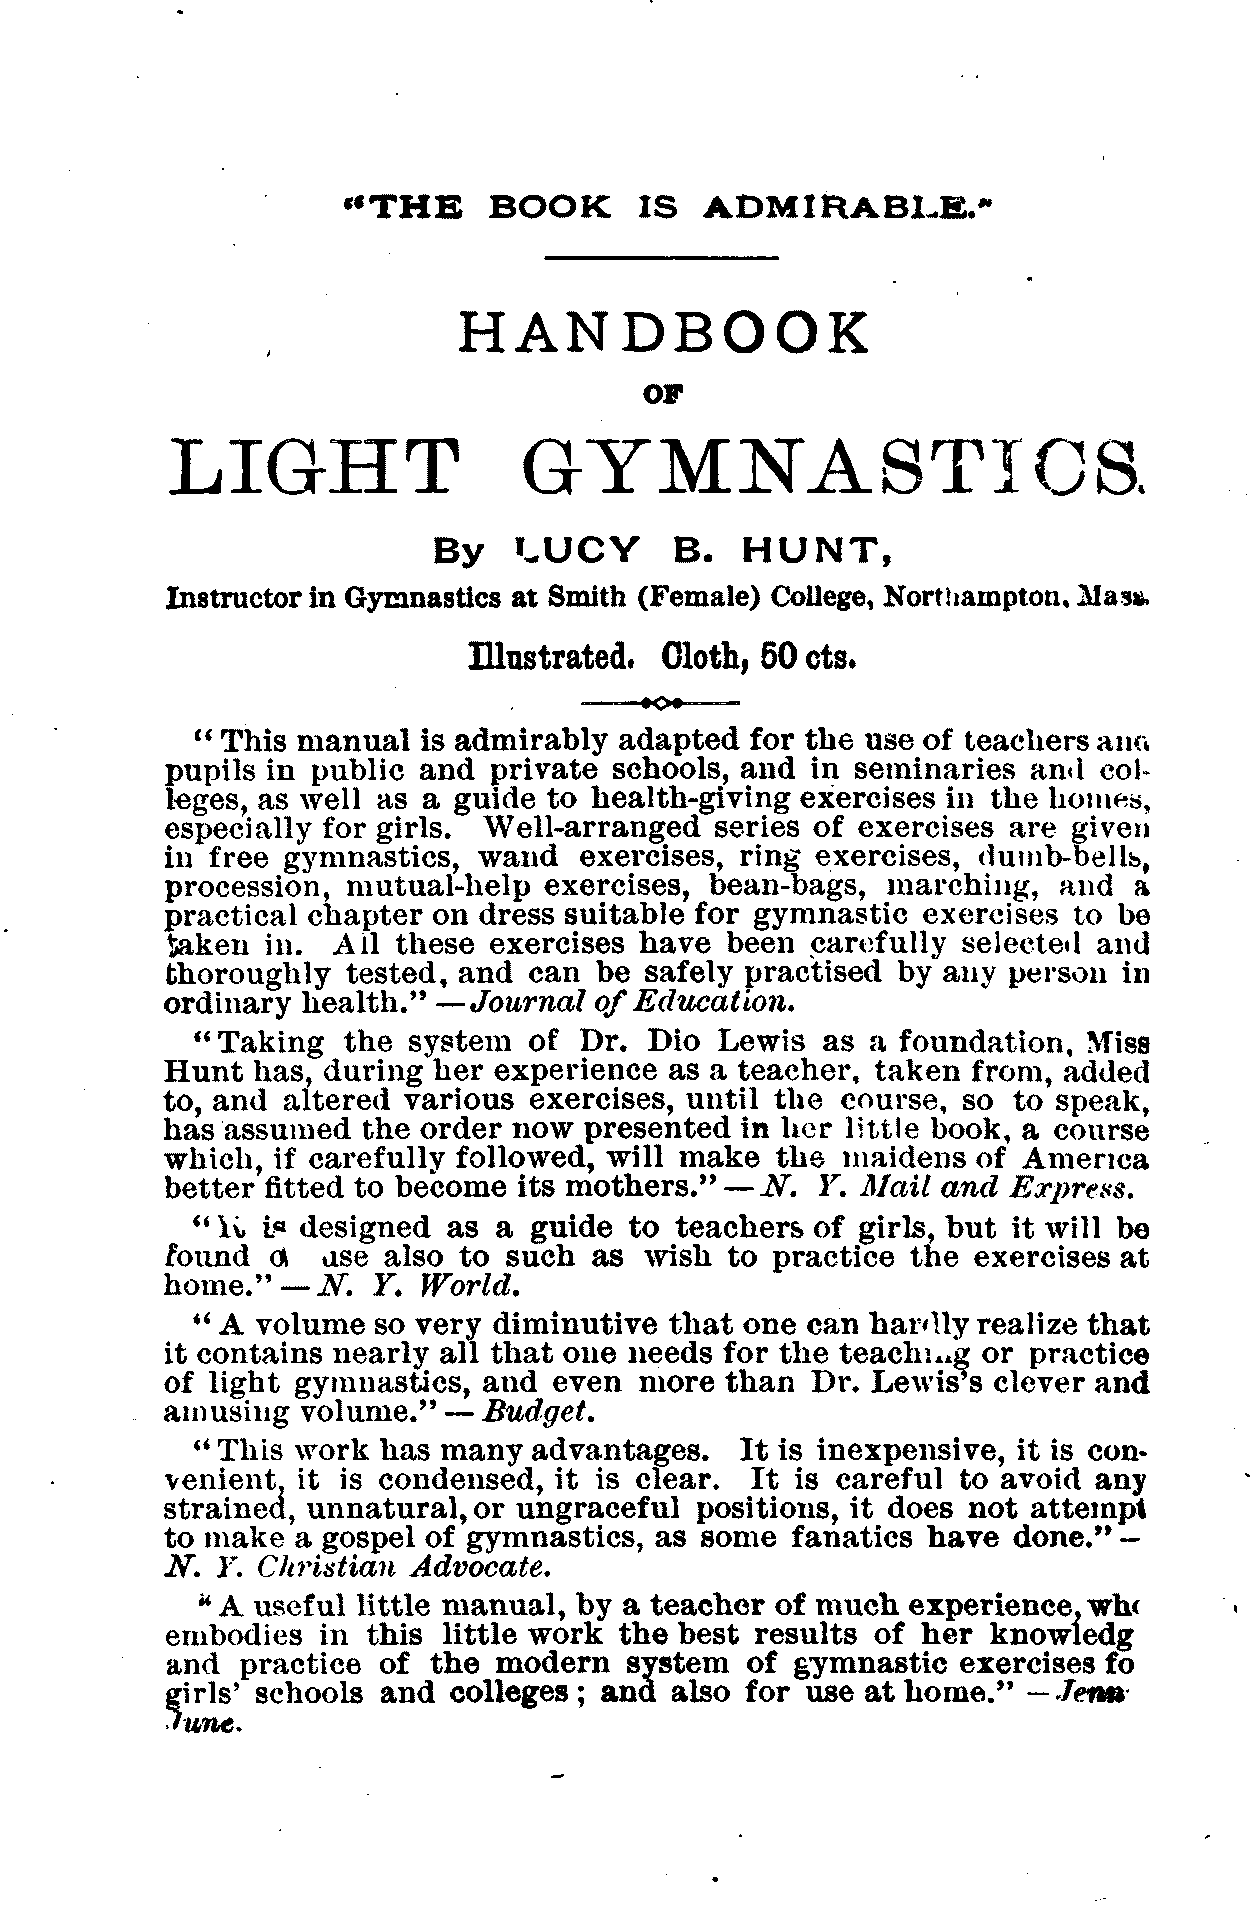 "THE BOOK IS ADMIRABLE."
HANDBOOK
OF
LIGHT GYMNASTICS.
By LUCY B. HUNT,
Instructor in Gymnastics at Smith (Female) College, Northampton, Mass.
Illustrated. Cloth, 50 cts.
"This manual is admirably adapted for the use of teachers and
pupils in public and private schools, and in seminaries and col-
leges, as well as a guide to health-giving exercises in the homes,
especially for girls. Well-arranged series of exercises are given
in free gymnastics, wand exercises, ring exercises, dumb-bells,
procession, mutual-help exercises, bean-bags, marching, and a
practical chapter on dress suitable for gymnastic exercises to be
taken in. All these exercises have been carefully selected and
thoroughly tested, and can be safely practised by any person in
ordinary health." —Journal of Education.
"Taking the system of Dr. Dio Lewis as a foundation, Miss
Hunt has, during her experience as a teacher, taken from, added
to, and altered various exercises, until the course, so to speak,
has assumed the order now presented in her little book, a course
which, if carefully followed, will make the maidens of America
better fitted to become its mothers." — N. Y. Mail and Express.
"It is designed as a guide to teachers of girls, but it will be
found of use also to such as wish to practice the exercises at
home." — N. Y. World.
"A volume so very diminutive that one can hardly realize that
it contains nearly all that one needs for the teaching or practice
of light gymnastics, and even more than Dr. Lewis's clever and
amusing volume." — Budget.
"This work has many advantages. It is inexpensive, it is con-
venient, it is condensed, it is clear. It is careful to avoid any
strained, unnatural, or ungraceful positions, it does not attempt
to make a gospel of gymnastics, as some fanatics have done." —
N. Y. Christian Advocate.
"A useful little manual, by a teacher of much experience, who
embodies in this little work the best results of her knowledg
and practice of the modern system of gymnastic exercises fo
girls' schools and colleges; and also for use at home." — Jenn
June.